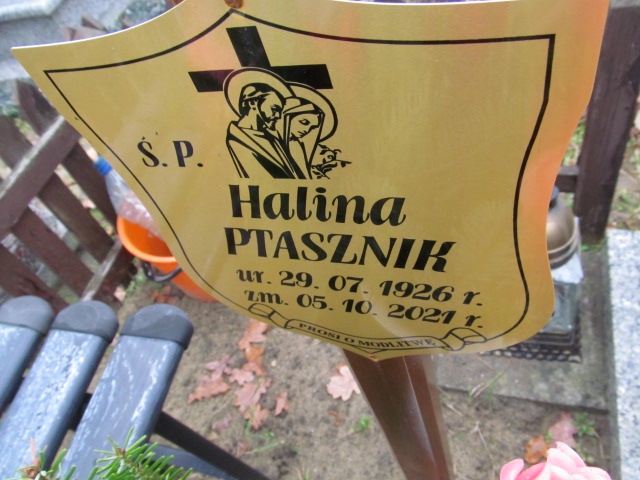 Ś. P.
Halina
PTASZNIK
ur. 29. 07. 1926 r.
zm. 05. 10. 2021 r.
PROSI O MODLITWĘ